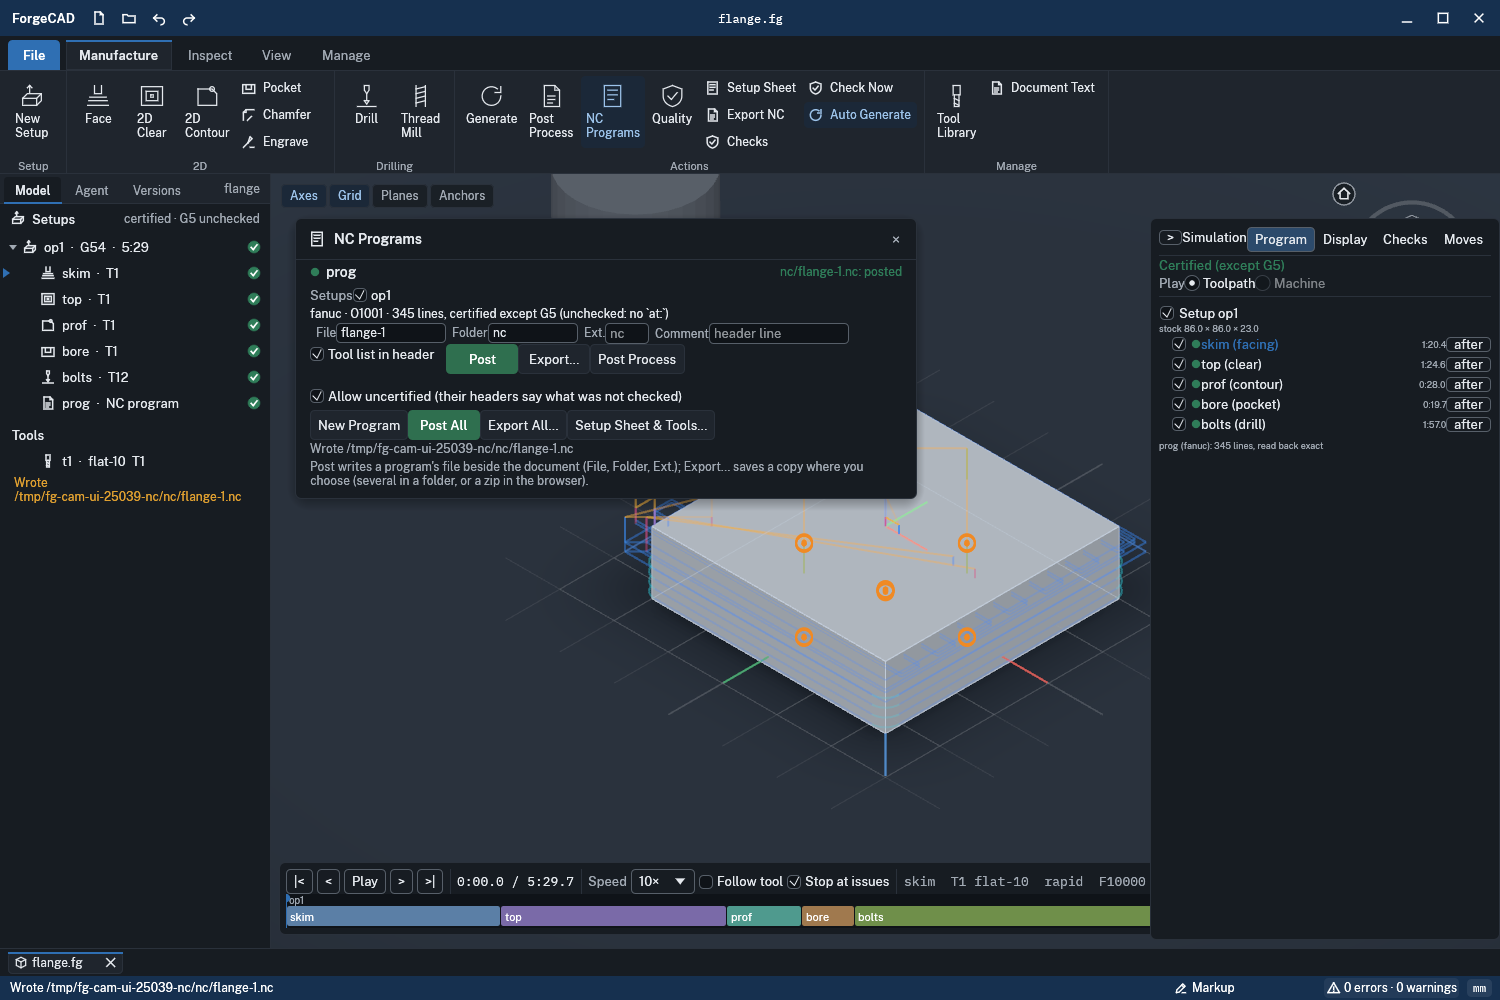 ForgeCAD
flange.fg
File Manufacture Inspect View Manage
New Setup
Face
2D Clear
2D Contour
Pocket
Chamfer
Engrave
Drill
Thread Mill
Generate
Post Process
NC Programs
Quality
Setup Sheet
Export NC
Checks
Check Now
Auto Generate
Tool Library
Document Text
Setup 2D Drilling Actions Manage
Model Agent Versions flange
Setups certified · G5 unchecked
op1 · G54 · 5:29
skim · T1
top · T1
prof · T1
bore · T1
bolts · T12
prog · NC program
Tools
t1 · flat-10 T1
Wrote
/tmp/fg-cam-ui-25039-nc/nc/flange-1.nc
Axes Grid Planes Anchors
NC Programs ×
prog nc/flange-1.nc: posted
Setups op1
fanuc · O1001 · 345 lines, certified except G5 (unchecked: no `at:`)
File flange-1 Folder nc Ext. nc Comment header line
Tool list in header Post Export... Post Process
Allow uncertified (their headers say what was not checked)
New Program Post All Export All... Setup Sheet & Tools...
Wrote /tmp/fg-cam-ui-25039-nc/nc/flange-1.nc
Post writes a program's file beside the document (File, Folder, Ext.); Export... saves a copy where you
choose (several in a folder, or a zip in the browser).
> Simulation Program Display Checks Moves
Certified (except G5)
Play Toolpath Machine
Setup op1
stock 86.0 × 86.0 × 23.0
skim (facing) 1:20.4 after
top (clear) 1:24.6 after
prof (contour) 0:28.0 after
bore (pocket) 0:19.7 after
bolts (drill) 1:57.0 after
prog (fanuc): 345 lines, read back exact
|< < Play > >| 0:00.0 / 5:29.7 Speed 10× Follow tool Stop at issues skim T1 flat-10 rapid F10000
op1
skim top prof bore bolts
flange.fg
Wrote /tmp/fg-cam-ui-25039-nc/nc/flange-1.nc Markup 0 errors · 0 warnings mm